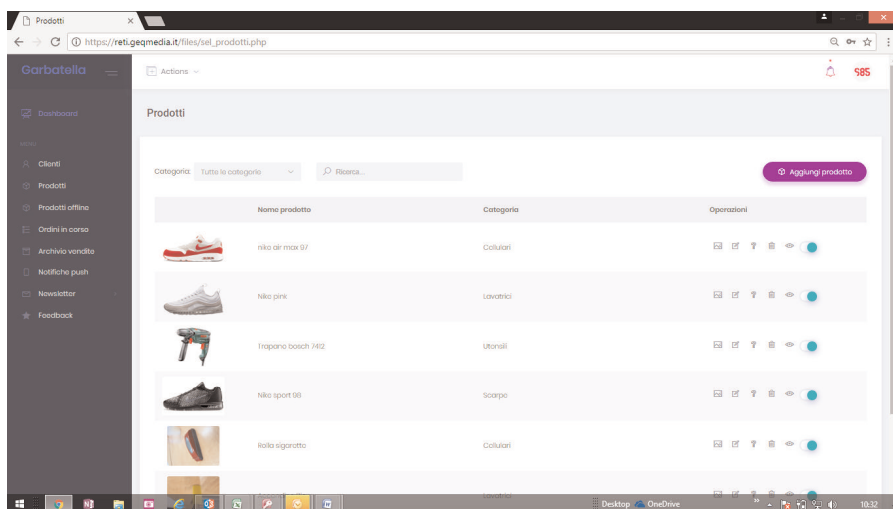 Prodotti
https://reti.geqmedia.it/files/sel_prodotti.php
Garbatella
Actions
585
Dashboard
Prodotti
MENU
Clienti
Prodotti
Prodotti offline
Ordini in corso
Archivio vendite
Notifiche push
Newsletter
Feedback
Categoria: Tutte le categorie Ricerca... Aggiungi prodotto
Nome prodotto Categoria Operazioni
nike air max 97 Cellulari
Nike pink Lavatrici
Trapano bosch 7412 Utensili
Nike sport 98 Scarpe
Rolla sigarette Cellulari
Lavatrici
Desktop OneDrive 10:32